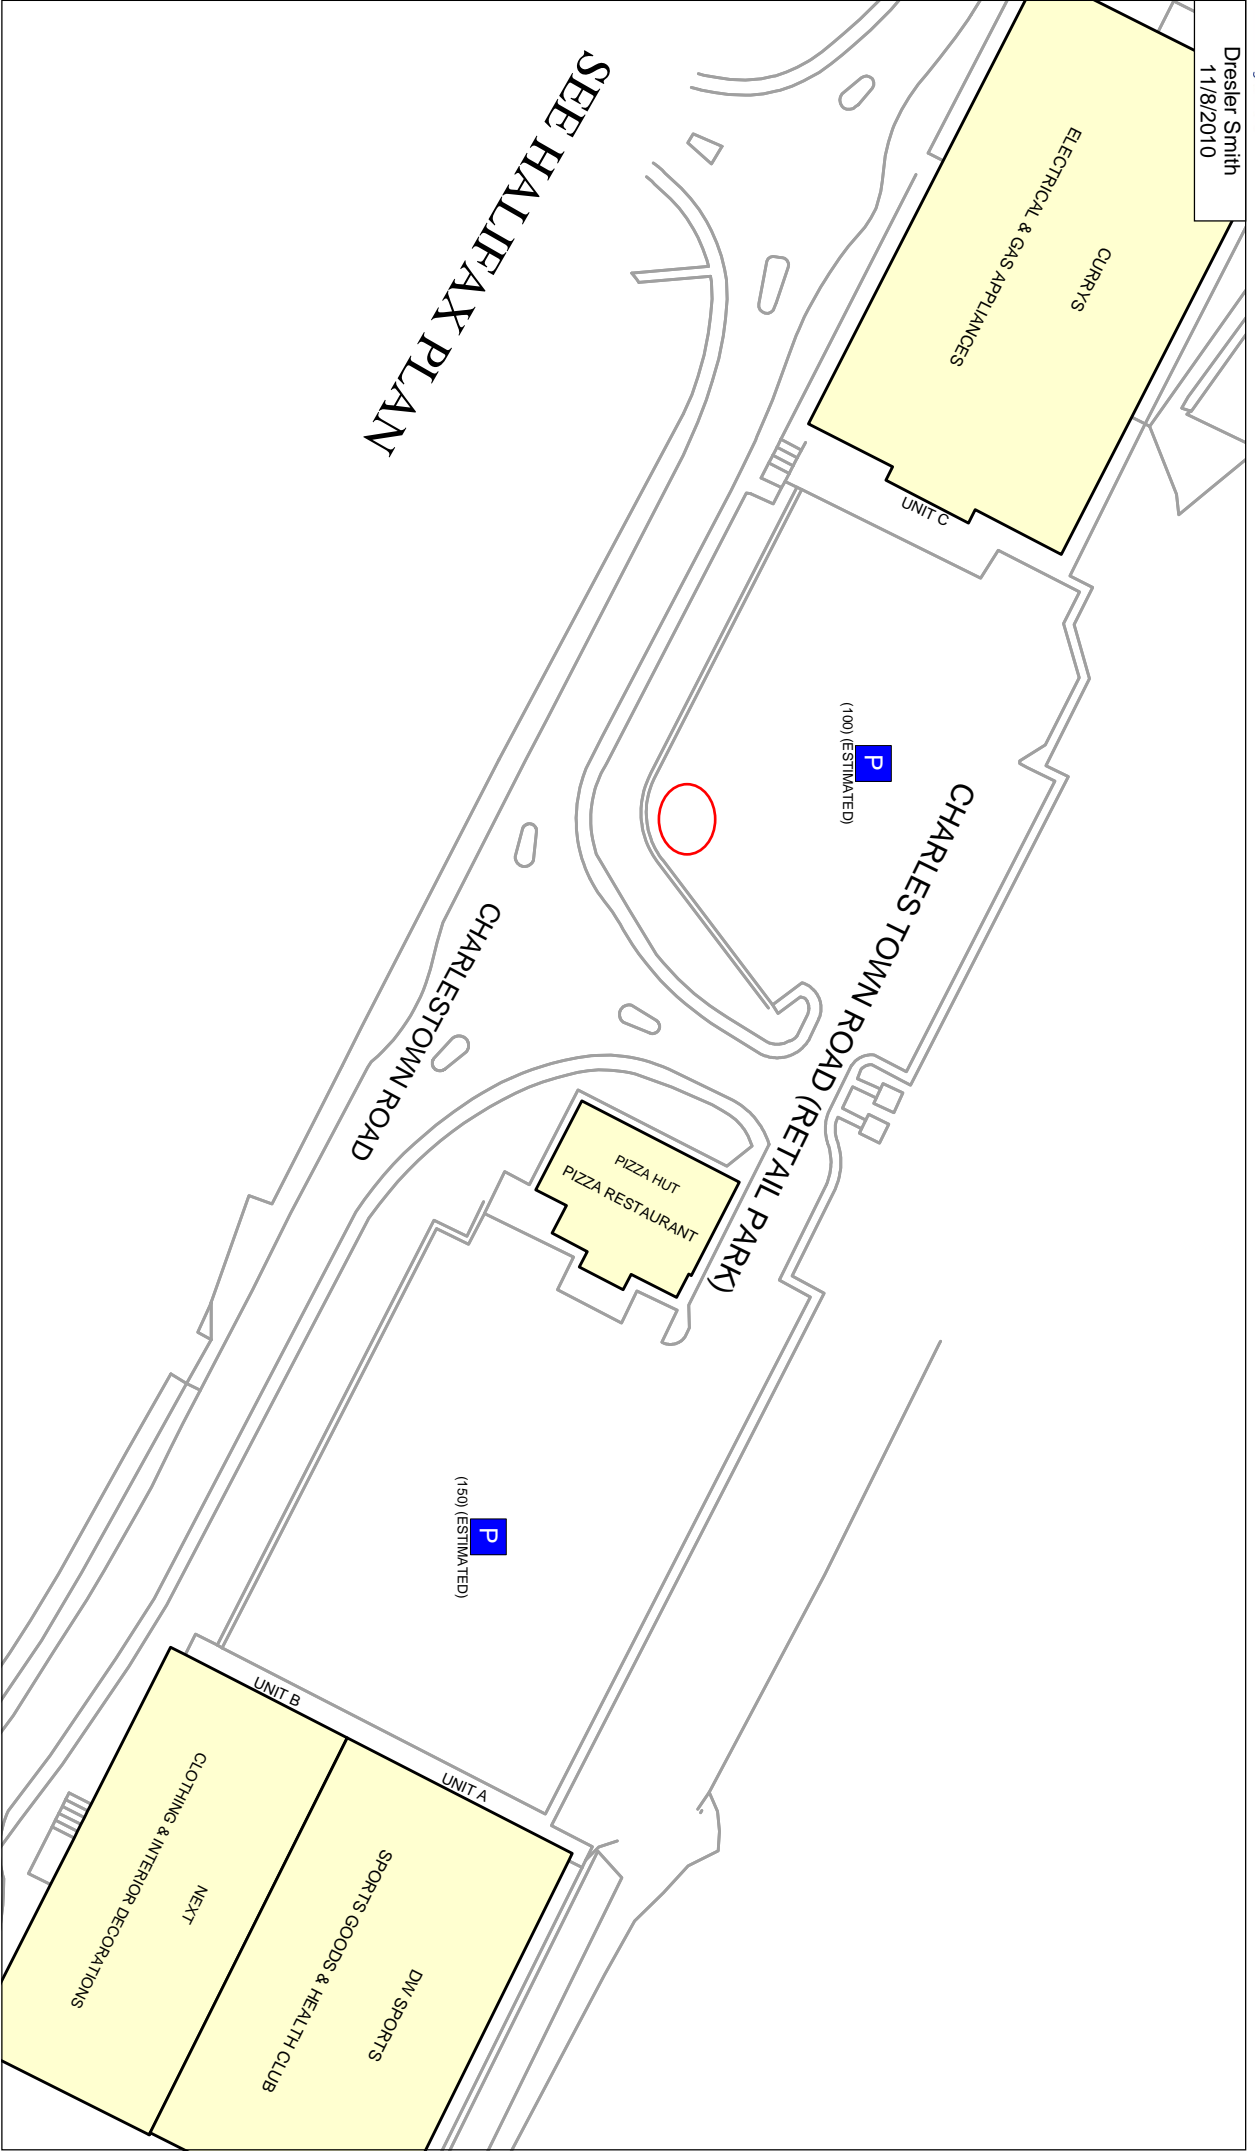 Dresler Smith
11/8/2010
SEE HALIFAX PLAN
CURRYS
ELECTRICAL & GAS APPLIANCES
UNIT C
P
(100) (ESTIMATED)
CHARLES TOWN ROAD (RETAIL PARK)
CHARLESTOWN ROAD
PIZZA HUT
PIZZA RESTAURANT
P
(150) (ESTIMATED)
UNIT B
UNIT A
NEXT
CLOTHING & INTERIOR DECORATIONS
DW SPORTS
SPORTS GOODS & HEALTH CLUB